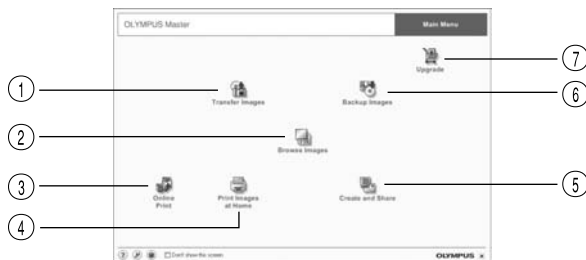 OLYMPUS Master
Main Menu
7
Upgrade
1
Transfer Images
Backup Images
6
2
Browse Images
3
Online
Print
4
Print Images
at Home
Create and Share
5
? Don't show this screen
OLYMPUS